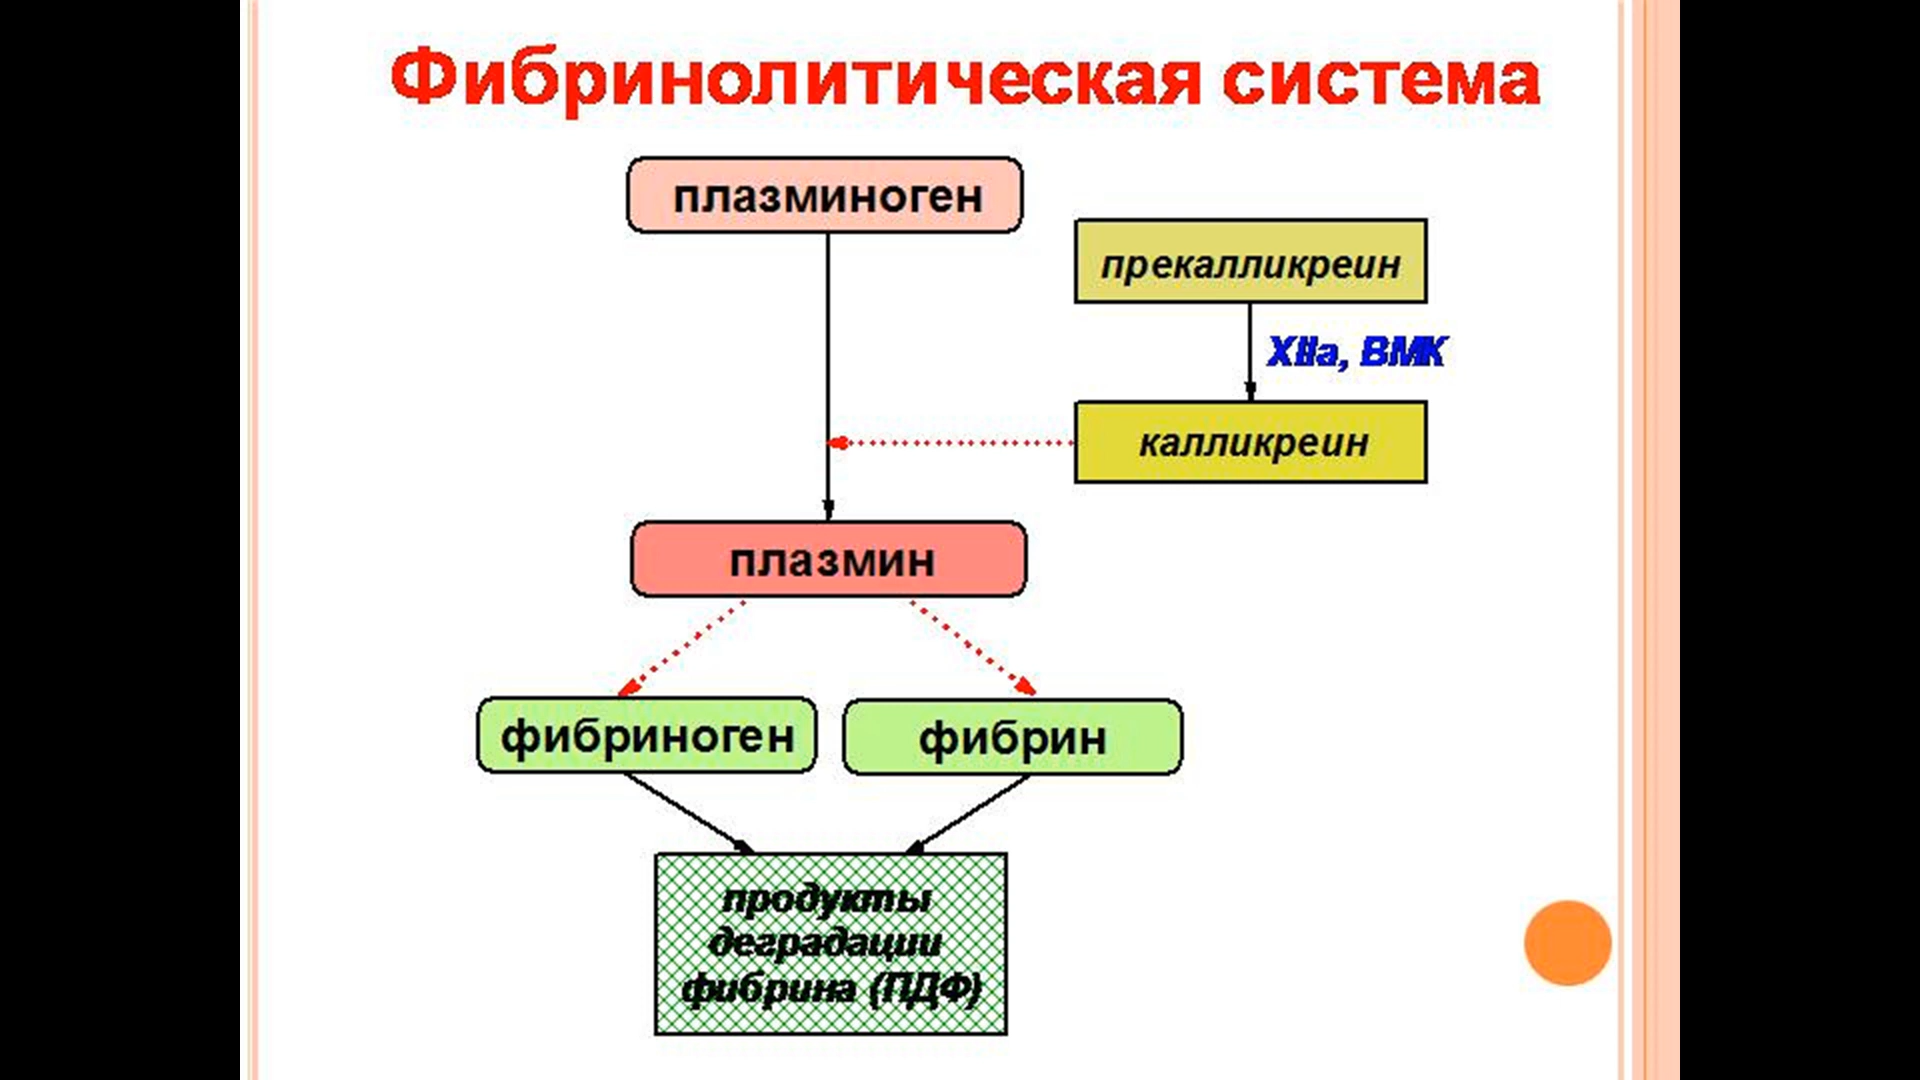 Фибринолитическая система
плазминоген
прекалликреин
XIIa, ВМК
калликреин
плазмин
фибриноген
фибрин
продукты
деградации
фибрина (ПДФ)